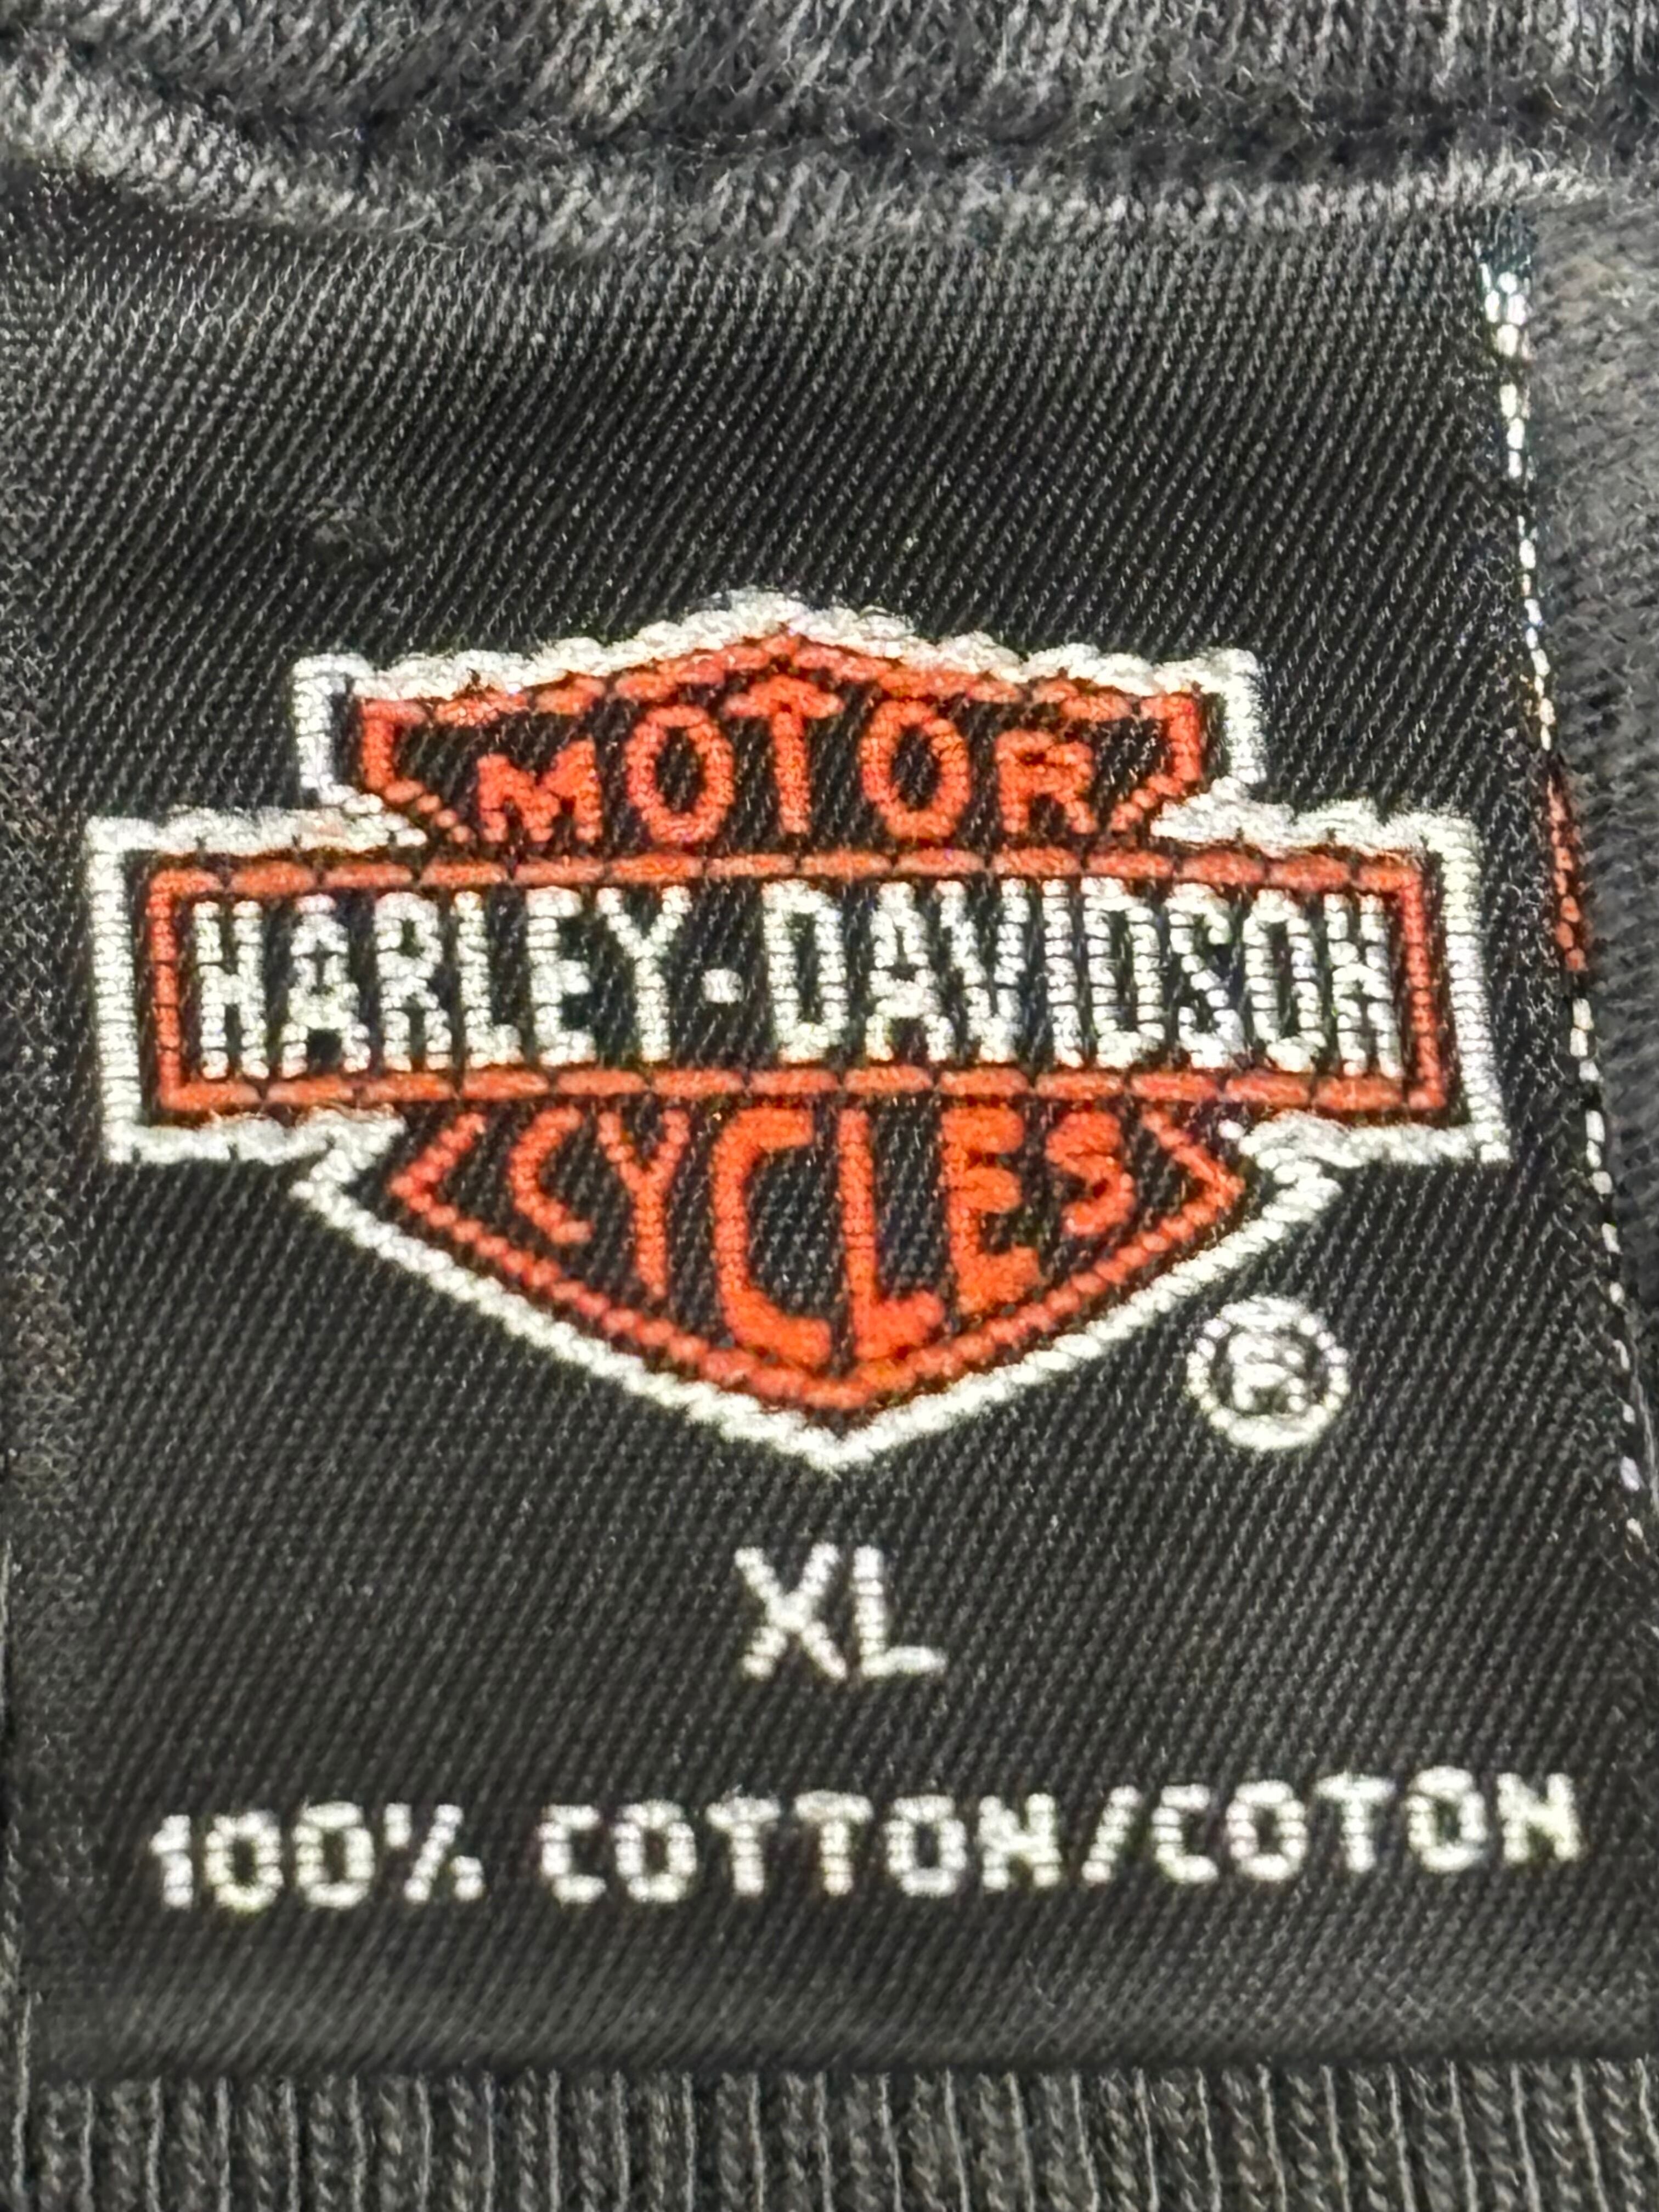 MOTOR
HARLEY-DAVIDSON
CYCLES
®
XL
100% COTTON/COTON